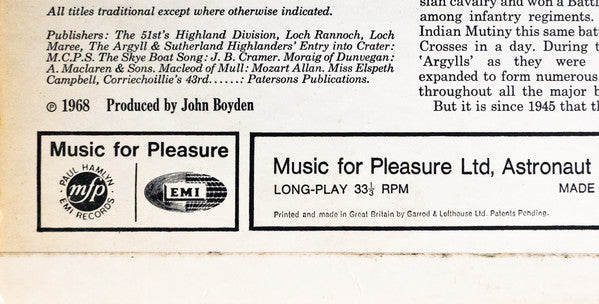 All titles traditional except where otherwise indicated.
Publishers: The 51st's Highland Division, Loch Rannoch, Loch
Maree, The Argyll & Sutherland Highlanders' Entry into Crater:
M.C.P.S. The Skye Boat Song: J. B. Cramer. Moraig of Dunvegan:
A. Maclaren & Sons. Macleod of Mull: Mozart Allan. Miss Elspeth
Campbell, Corriechoillie's 43rd......: Patersons Publications.
℗ 1968 Produced by John Boyden
sian cavalry and won a Battl
among infantry regiments.
Indian Mutiny this same batt
Crosses in a day. During t
'Argylls' as they were
expanded to form numerous
throughout all the major b
But it is since 1945 that th
Music for Pleasure
PAUL HAMLYN
mfp
EMI RECORDS
EMI
Music for Pleasure Ltd, Astronaut
LONG-PLAY 33⅓ RPM MADE
Printed and made in Great Britain by Garrod & Lofthouse Ltd. Patents Pending.